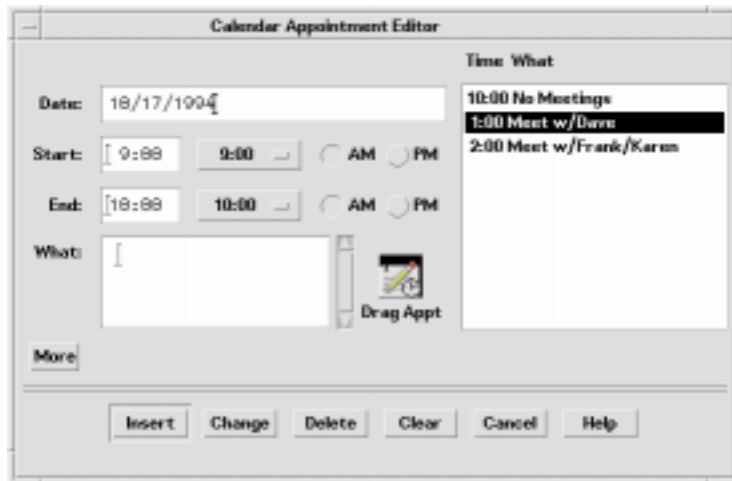 Calendar Appointment Editor
Time What
Date: 10/17/1994
10:00 No Meetings
1:00 Meet w/Dave
2:00 Meet w/Frank/Karen
Start: 9:00 9:00 AM PM
End: 10:00 10:00 AM PM
What:
Drag Appt
More
Insert Change Delete Clear Cancel Help